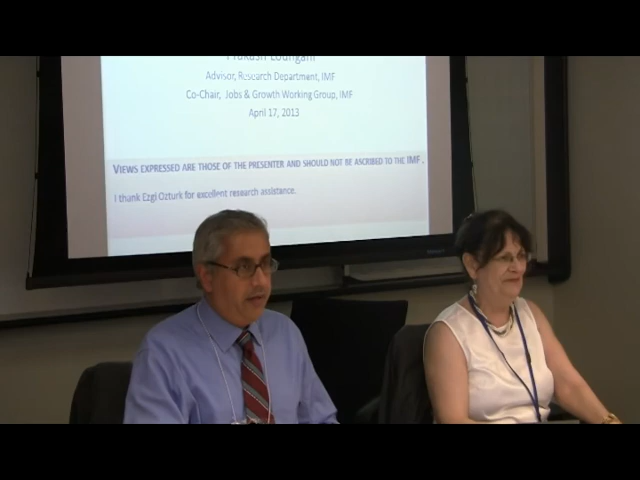 Prakash Loungani
Advisor, Research Department, IMF
Co-Chair, Jobs & Growth Working Group, IMF
April 17, 2013
VIEWS EXPRESSED ARE THOSE OF THE PRESENTER AND SHOULD NOT BE ASCRIBED TO THE IMF.
I thank Ezgi Ozturk for excellent research assistance.